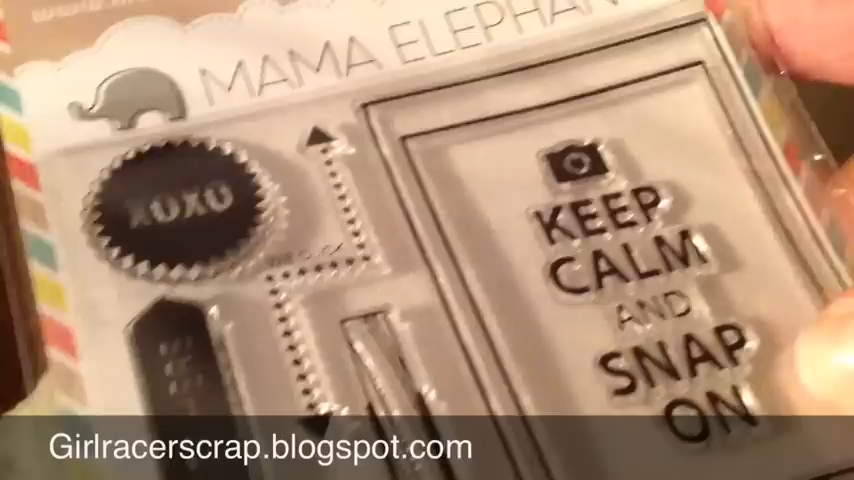 MAMA ELEPHAN
XOXO
KEEP
CALM
AND
SNAP
ON
Girlracerscrap.blogspot.com